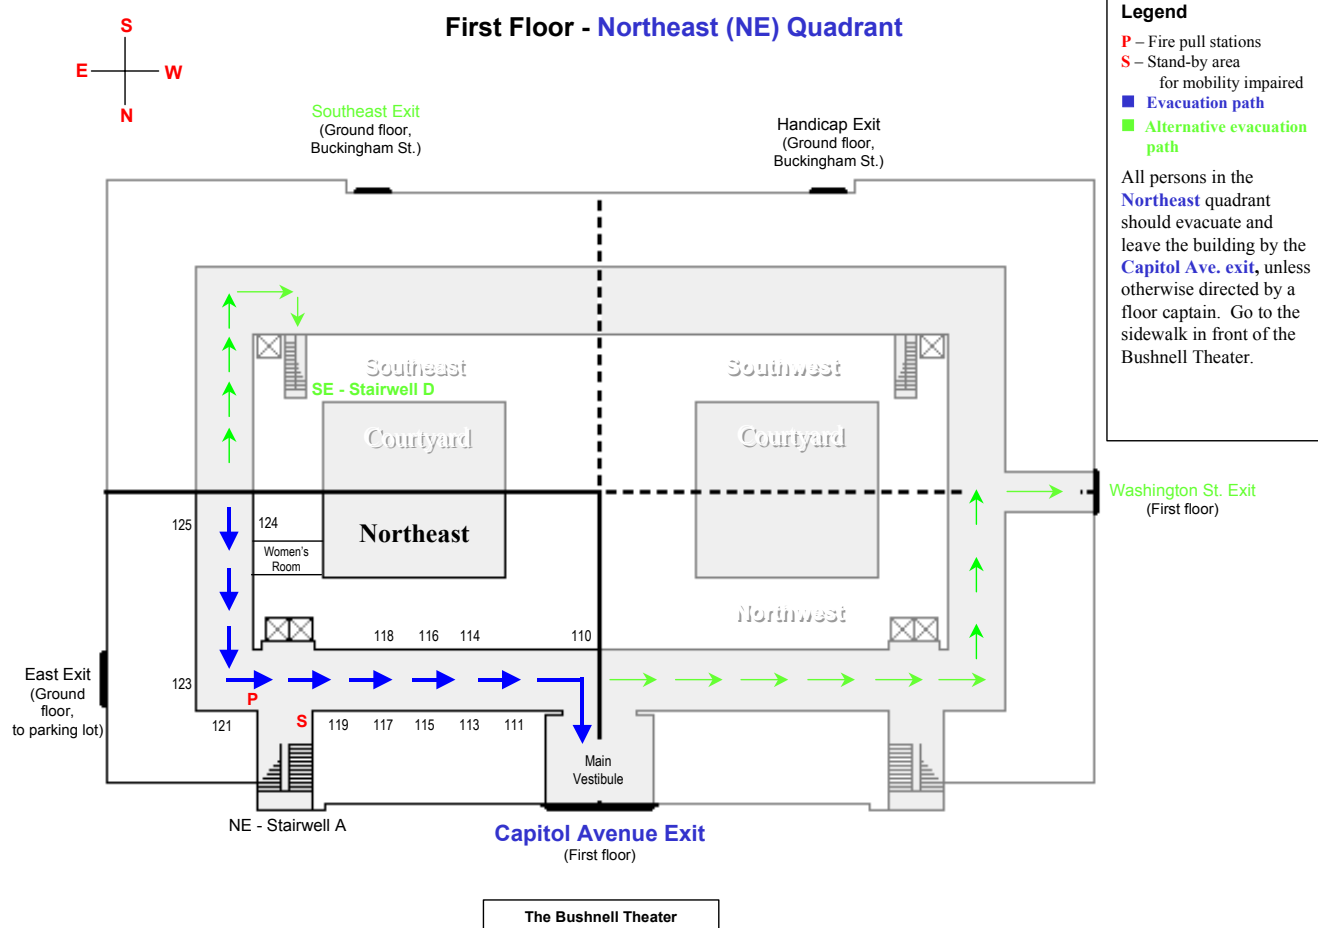 First Floor - Northeast (NE) Quadrant
S
E
W
N
Legend
P – Fire pull stations
S – Stand-by area
for mobility impaired
Evacuation path
Alternative evacuation
path
All persons in the
Northeast quadrant
should evacuate and
leave the building by the
Capitol Ave. exit, unless
otherwise directed by a
floor captain. Go to the
sidewalk in front of the
Bushnell Theater.
Southeast Exit
(Ground floor,
Buckingham St.)
Handicap Exit
(Ground floor,
Buckingham St.)
Southeast
Southwest
SE - Stairwell D
Courtyard
Courtyard
Washington St. Exit
(First floor)
125
124
Northeast
Women's
Room
Northwest
118
116
114
110
East Exit
(Ground
floor,
to parking lot)
123
P
S
121
119
117
115
113
111
Main
Vestibule
NE - Stairwell A
Capitol Avenue Exit
(First floor)
The Bushnell Theater